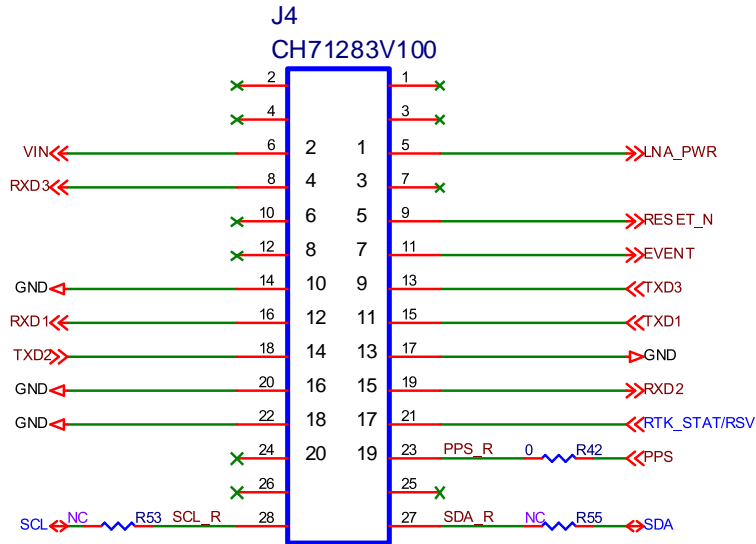 J4
CH71283V100
2 1
4 3
VIN 6 2 1 5 LNA_PWR
RXD3 8 4 3 7
10 6 5 9 RESET_N
12 8 7 11 EVENT
GND 14 10 9 13 TXD3
RXD1 16 12 11 15 TXD1
TXD2 18 14 13 17 GND
GND 20 16 15 19 RXD2
GND 22 18 17 21 RTK_STAT/RSV
24 20 19 23 PPS_R 0 R42 PPS
26 25
SCL NC R53 SCL_R 28 27 SDA_R NC R55 SDA